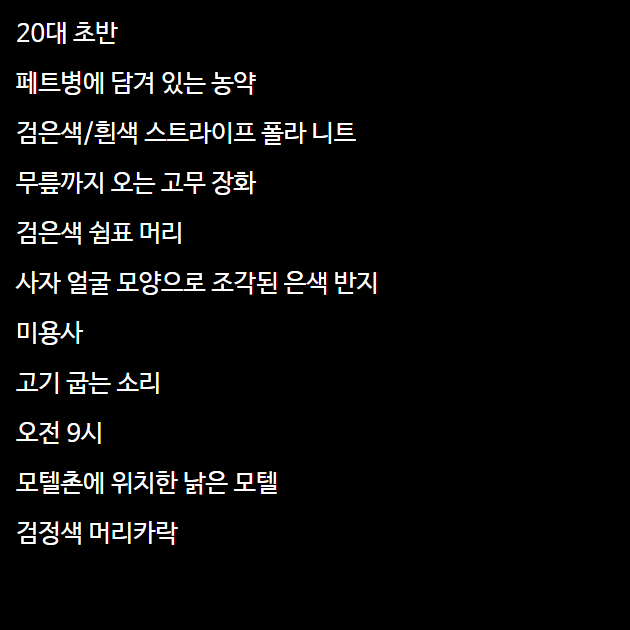 20대 초반
페트병에 담겨 있는 농약
검은색/흰색 스트라이프 폴라 니트
무릎까지 오는 고무 장화
검은색 쉼표 머리
사자 얼굴 모양으로 조각된 은색 반지
미용사
고기 굽는 소리
오전 9시
모텔촌에 위치한 낡은 모텔
검정색 머리카락